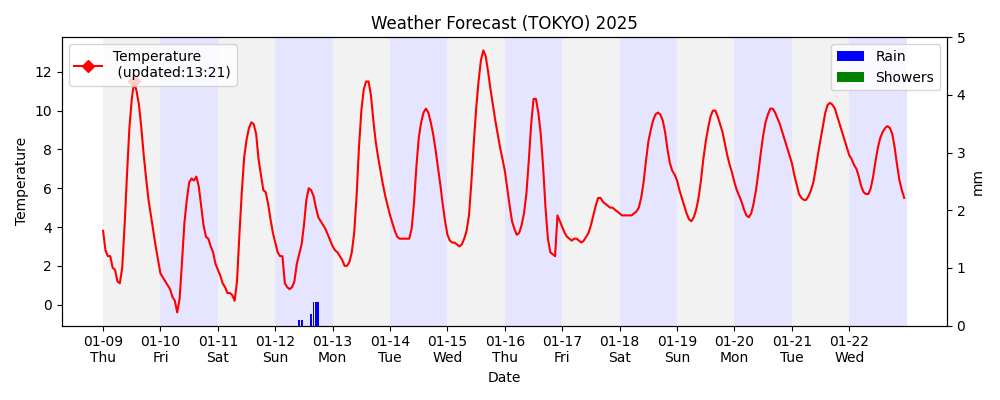 Weather Forecast (TOKYO) 2025
Temperature
(updated:13:21)
Rain
Showers
Temperature
12
10
8
6
4
2
0
5
4
3
2
1
0
mm
01-09 01-10 01-11 01-12 01-13 01-14 01-15 01-16 01-17 01-18 01-19 01-20 01-21 01-22
Thu Fri Sat Sun Mon Tue Wed Thu Fri Sat Sun Mon Tue Wed
Date